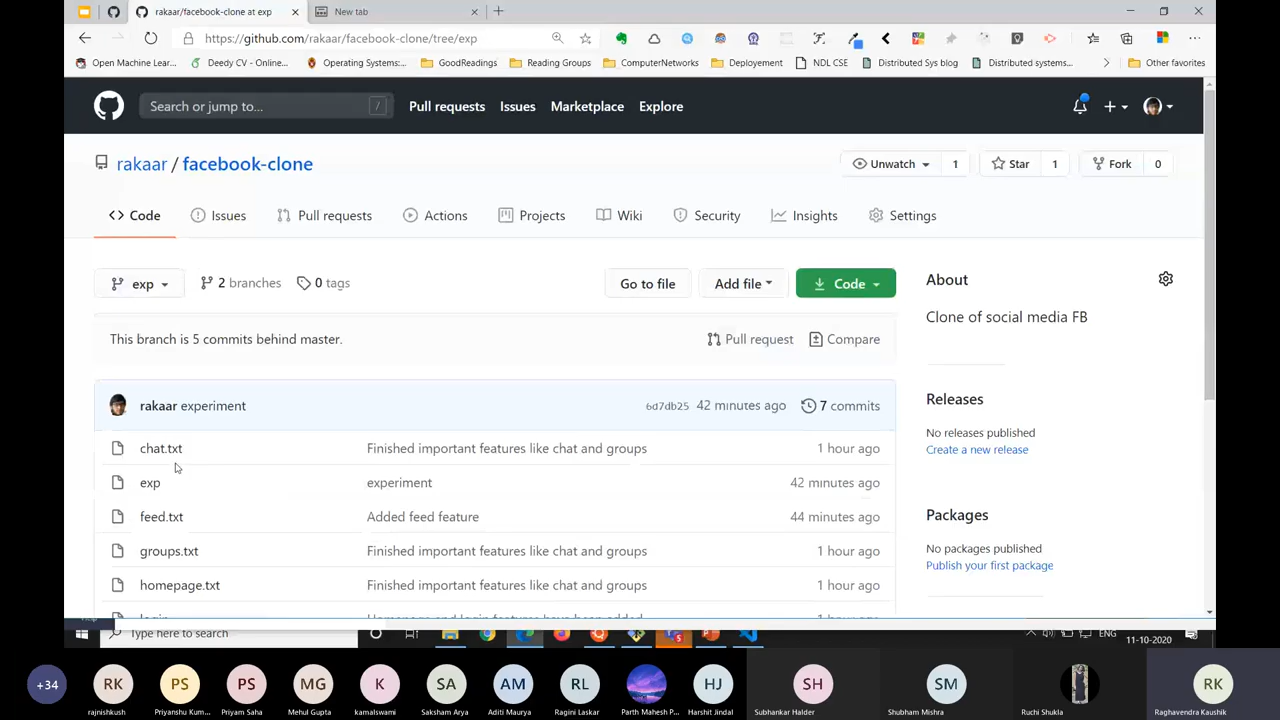 rakaar/facebook-clone at exp
New tab
https://github.com/rakaar/facebook-clone/tree/exp
Open Machine Lear...
Deedy CV - Online...
Operating Systems:...
GoodReadings
Reading Groups
ComputerNetworks
Deployement
NDL CSE
Distributed Sys blog
Distributed systems...
Other favorites
Search or jump to...
/
Pull requests
Issues
Marketplace
Explore
rakaar / facebook-clone
Unwatch 1
Star 1
Fork 0
Code
Issues
Pull requests
Actions
Projects
Wiki
Security
Insights
Settings
exp
2 branches
0 tags
Go to file
Add file
Code
About
Clone of social media FB
This branch is 5 commits behind master.
Pull request
Compare
rakaar experiment
6d7db25 42 minutes ago
7 commits
chat.txt
Finished important features like chat and groups
1 hour ago
exp
experiment
42 minutes ago
feed.txt
Added feed feature
44 minutes ago
groups.txt
Finished important features like chat and groups
1 hour ago
homepage.txt
Finished important features like chat and groups
1 hour ago
Releases
No releases published
Create a new release
Packages
No packages published
Publish your first package
Type here to search
ENG
11-10-2020
+34
RK
PS
PS
MG
K
SA
AM
RL
HJ
SH
SM
RK
rajnishkush
Priyanshu Kum...
Priyam Saha
Mehul Gupta
kamalswami
Saksham Arya
Aditi Maurya
Ragini Laskar
Parth Mahesh P...
Harshit Jindal
Subhankar Halder
Shubham Mishra
Ruchi Shukla
Raghavendra Kaushik